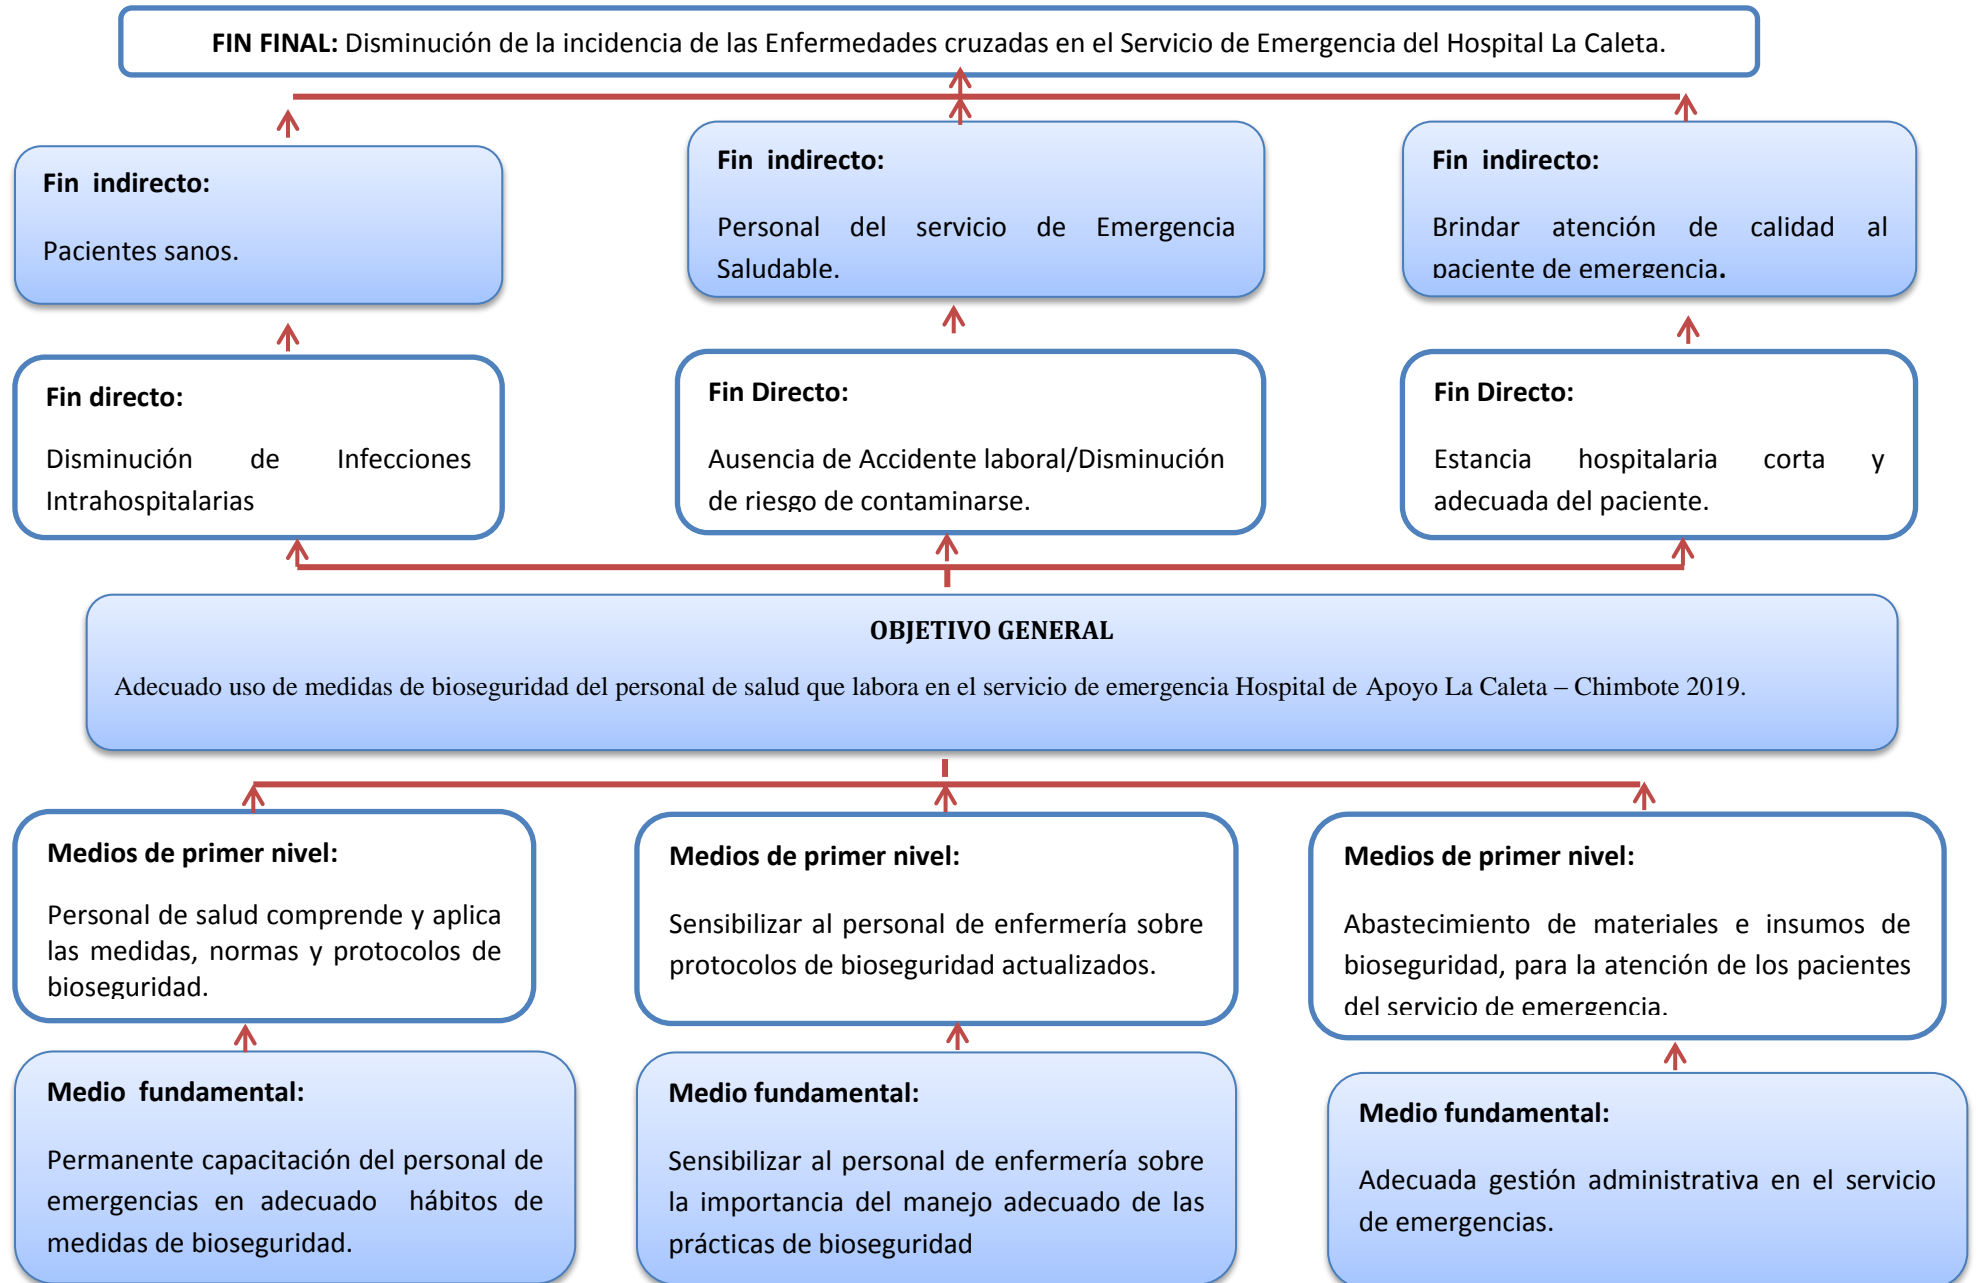 FIN FINAL: Disminución de la incidencia de las Enfermedades cruzadas en el Servicio de Emergencia del Hospital La Caleta.
Fin indirecto:
Pacientes sanos.
Fin indirecto:
Personal del servicio de Emergencia
Saludable.
Fin indirecto:
Brindar atención de calidad al
paciente de emergencia.
Fin directo:
Disminución de Infecciones
Intrahospitalarias
Fin Directo:
Ausencia de Accidente laboral/Disminución
de riesgo de contaminarse.
Fin Directo:
Estancia hospitalaria corta y
adecuada del paciente.
OBJETIVO GENERAL
Adecuado uso de medidas de bioseguridad del personal de salud que labora en el servicio de emergencia Hospital de Apoyo La Caleta – Chimbote 2019.
Medios de primer nivel:
Personal de salud comprende y aplica
las medidas, normas y protocolos de
bioseguridad.
Medios de primer nivel:
Sensibilizar al personal de enfermería sobre
protocolos de bioseguridad actualizados.
Medios de primer nivel:
Abastecimiento de materiales e insumos de
bioseguridad, para la atención de los pacientes
del servicio de emergencia.
Medio fundamental:
Permanente capacitación del personal de
emergencias en adecuado hábitos de
medidas de bioseguridad.
Medio fundamental:
Sensibilizar al personal de enfermería sobre
la importancia del manejo adecuado de las
prácticas de bioseguridad
Medio fundamental:
Adecuada gestión administrativa en el servicio
de emergencias.